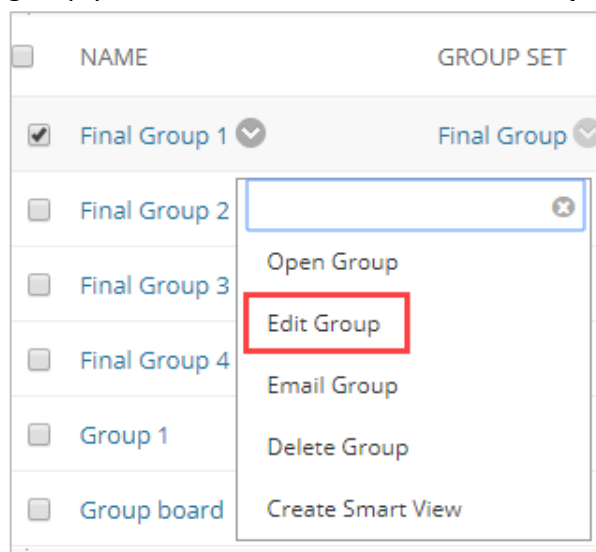 NAME GROUP SET
Final Group 1 Final Group
Final Group 2
Open Group
Final Group 3
Edit Group
Final Group 4
Email Group
Group 1
Delete Group
Group board
Create Smart View